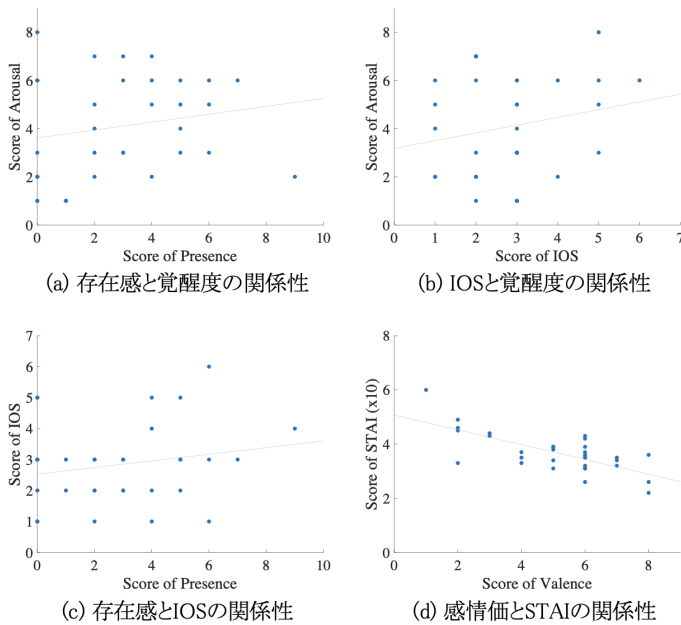 8
6
4
2
0
Score of Arousal
0 2 4 6 8 10
Score of Presence
(a) 存在感と覚醒度の関係性
8
6
4
2
0
Score of Arousal
1 2 3 4 5 6 7
Score of IOS
(b) IOSと覚醒度の関係性
7
6
5
4
3
2
1
0
Score of IOS
0 2 4 6 8 10
Score of Presence
(c) 存在感とIOSの関係性
8
6
4
2
0
Score of STAI (x10)
0 2 4 6 8
Score of Valence
(d) 感情価とSTAIの関係性